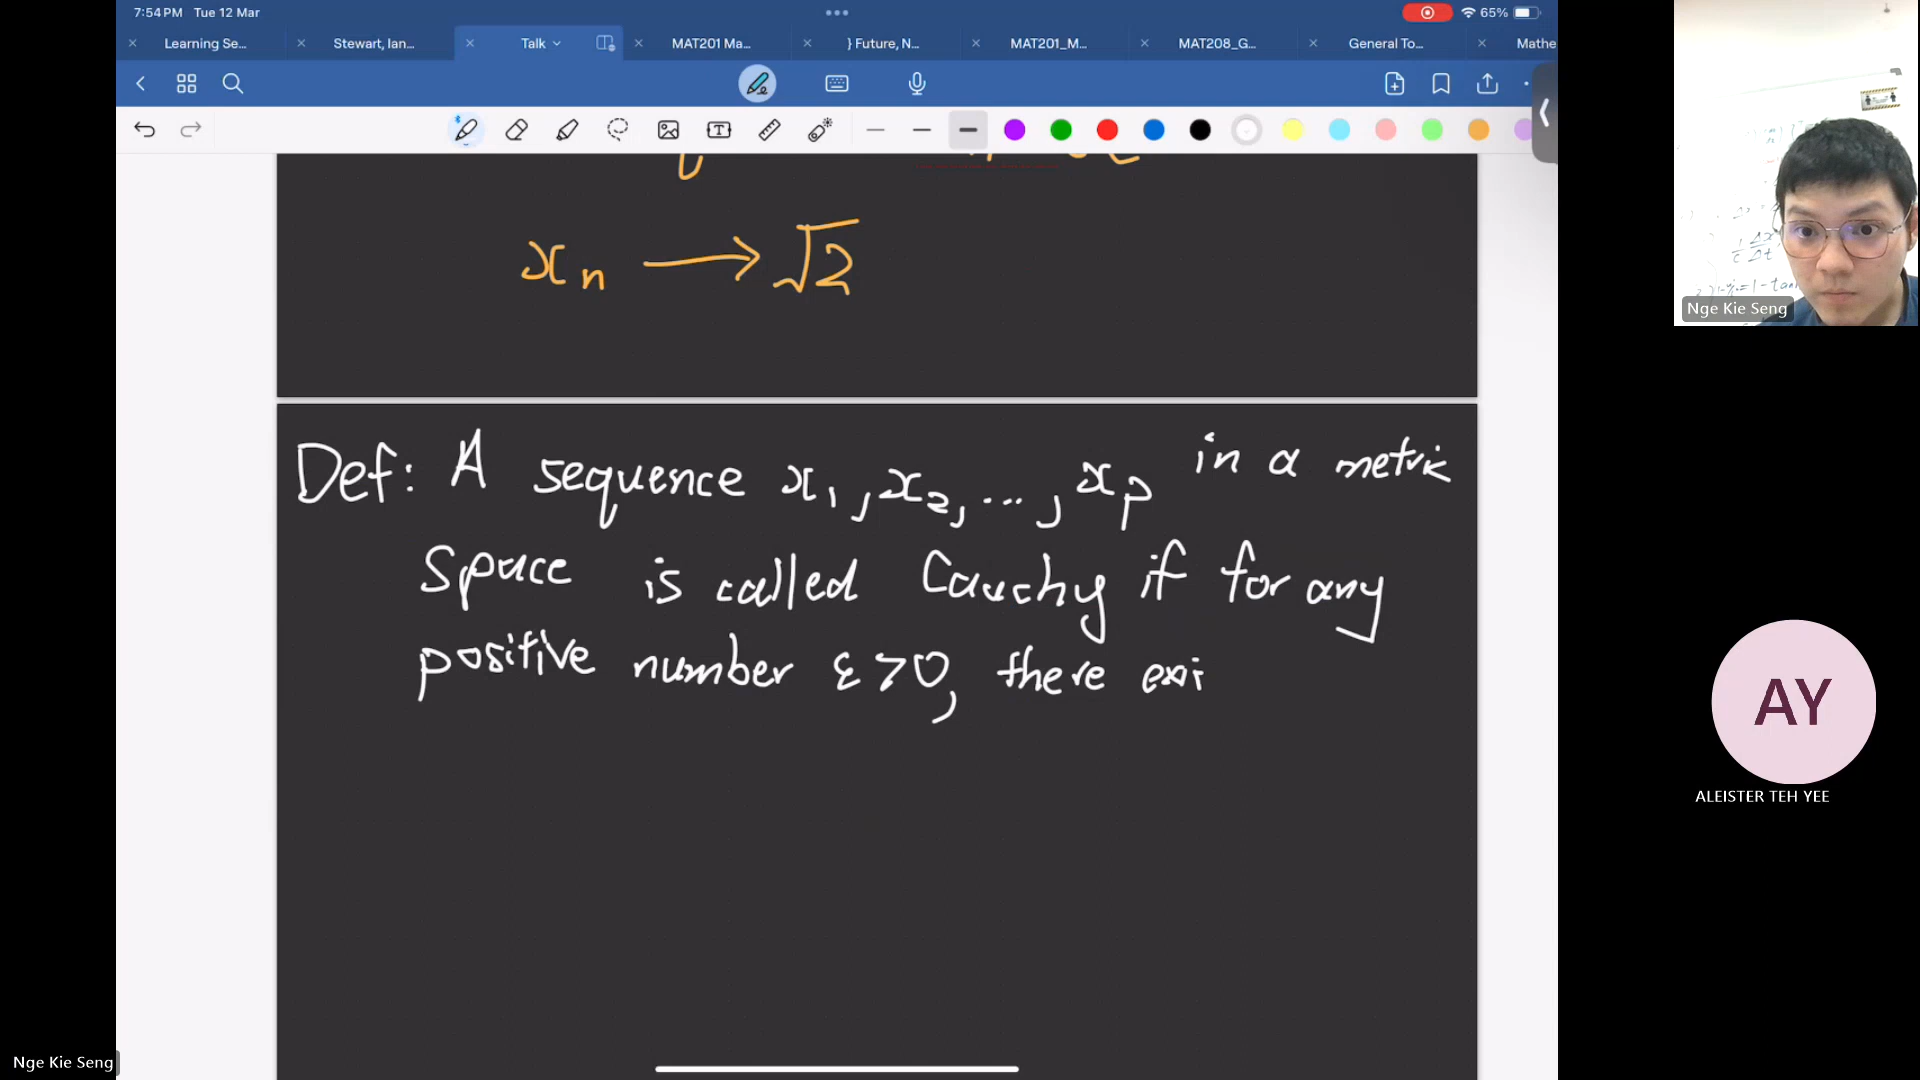 7:54 PM Tue 12 Mar
65%
Learning Se...
Stewart, Ian...
Talk
MAT201 Ma...
} Future, N...
MAT201_M...
MAT208_G...
General To...
Mathe
xn → √2
Def: A sequence x1, x2, ..., xp in a metric
Space is called Cauchy if for any
positive number ε>0, there exi
Nge Kie Seng
AY
ALEISTER TEH YEE
Nge Kie Seng